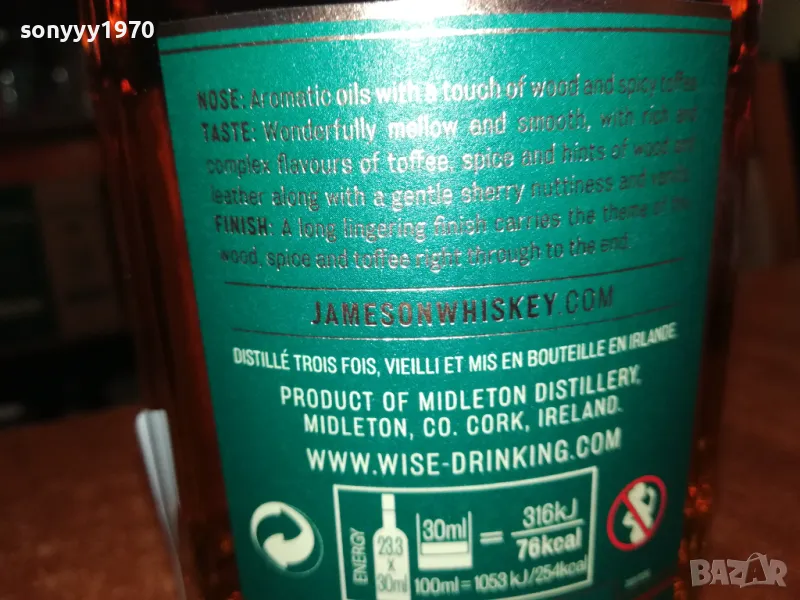 sonyyy1970
NOSE: Aromatic oils with a touch of wood and spicy toffee
TASTE: Wonderfully mellow and smooth, with rich and
complex flavours of toffee, spice and hints of wood and
leather along with a gentle sherry nuttiness and vanilla
FINISH: A long lingering finish carries the theme of the
wood, spice and toffee right through to the end.
JAMESONWHISKEY.COM
DISTILLÉ TROIS FOIS, VIEILLI ET MIS EN BOUTEILLE EN IRLANDE.
PRODUCT OF MIDLETON DISTILLERY,
MIDLETON, CO. CORK, IRELAND.
WWW.WISE-DRINKING.COM
ENERGY
23.3
x
30ml
30ml
=
316kJ
76kcal
100ml = 1053 kJ/254kcal
BAZAR